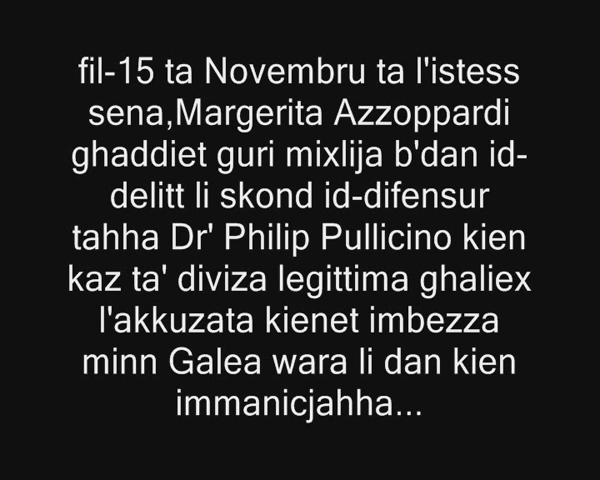 fil-15 ta Novembru ta l'istess
sena,Margerita Azzoppardi
ghaddiet guri mixlija b'dan id-
delitt li skond id-difensur
tahha Dr' Philip Pullicino kien
kaz ta' diviza legittima ghaliex
l'akkuzata kienet imbezza
minn Galea wara li dan kien
immanicjahha...